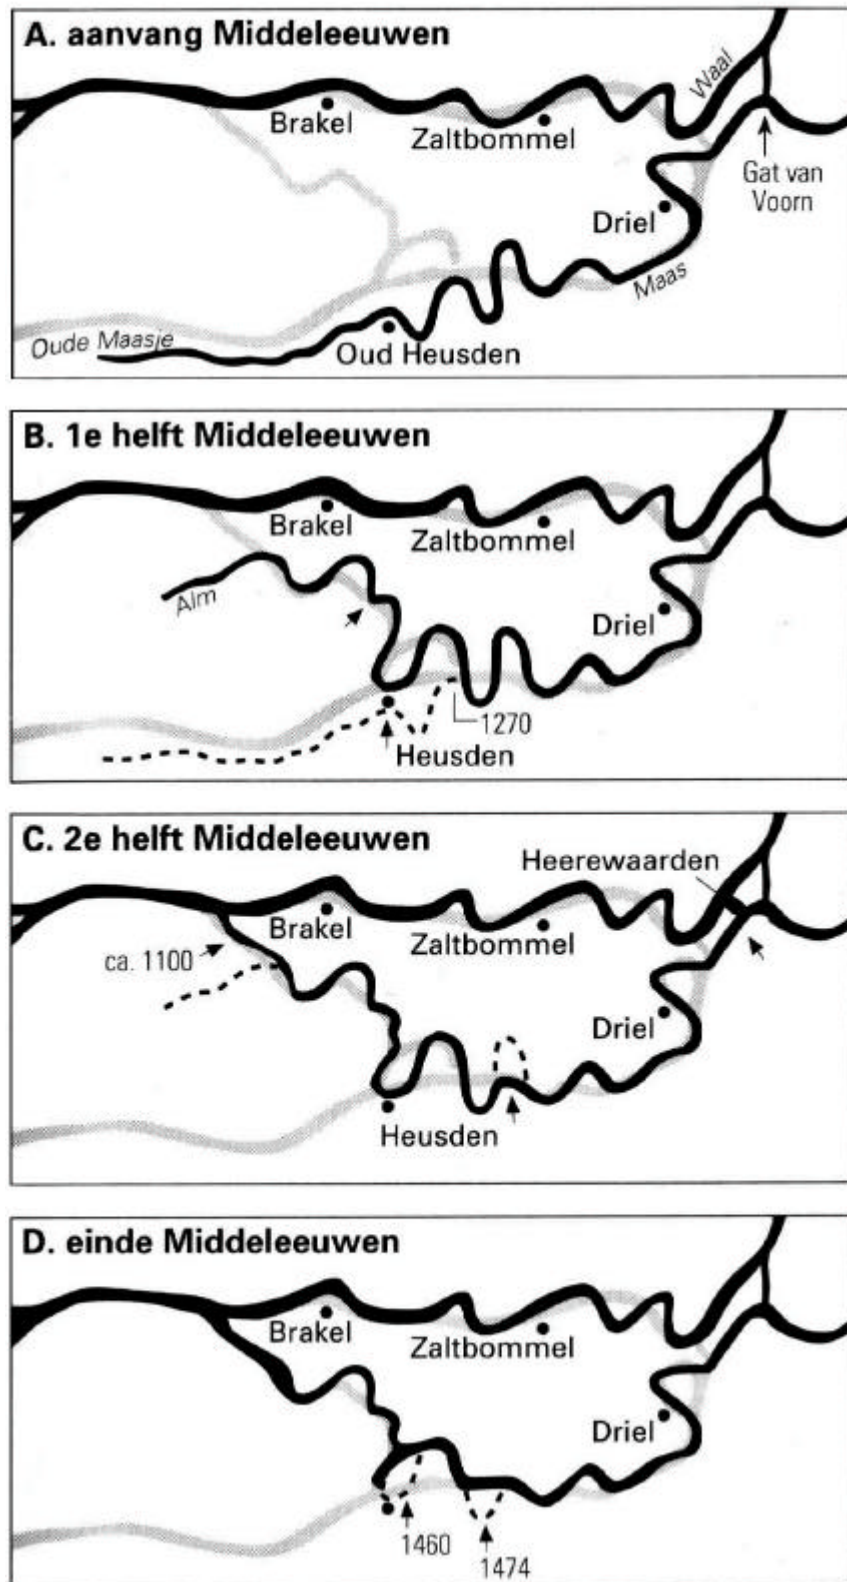 A. aanvang Middeleeuwen
Waal
Brakel
Zaltbommel
Gat van
Voorn
Driel
Maas
Oude Maasje
Oud Heusden
B. 1e helft Middeleeuwen
Brakel
Zaltbommel
Alm
Driel
1270
Heusden
C. 2e helft Middeleeuwen
Heerewaarden
Brakel
Zaltbommel
ca. 1100
Driel
Heusden
D. einde Middeleeuwen
Brakel
Zaltbommel
Driel
1460
1474